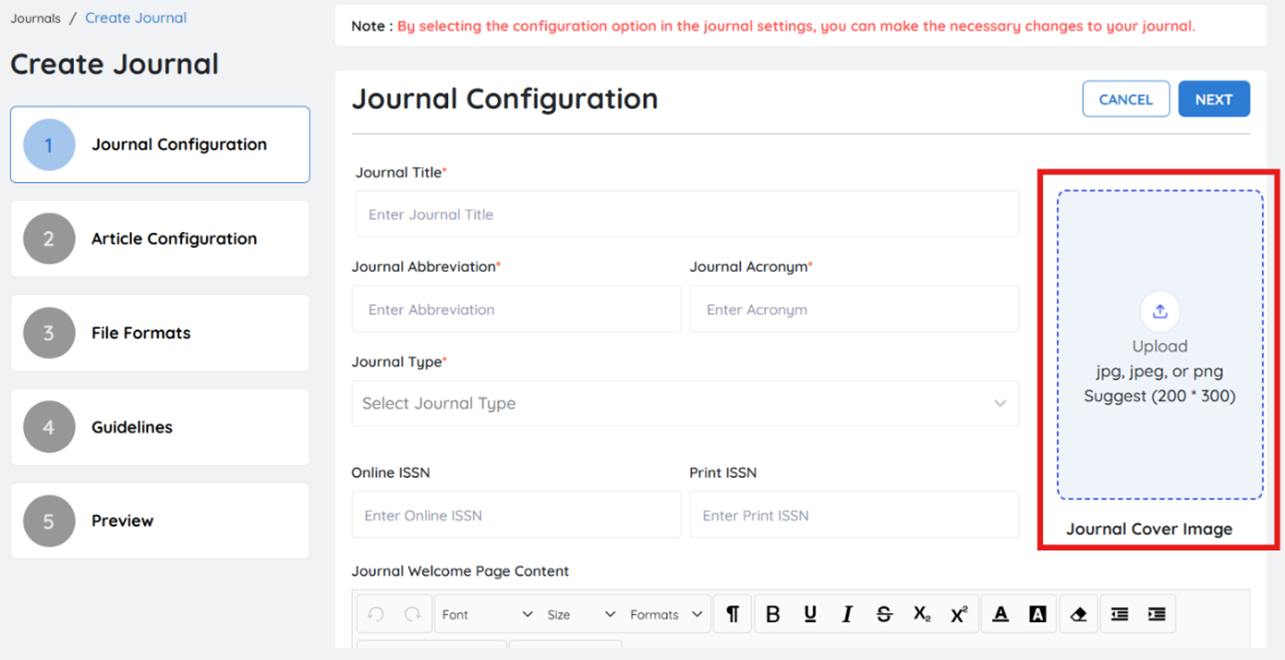 Journals / Create Journal
Create Journal
1 Journal Configuration
2 Article Configuration
3 File Formats
4 Guidelines
5 Preview
Note : By selecting the configuration option in the journal settings, you can make the necessary changes to your journal.
Journal Configuration
CANCEL NEXT
Journal Title*
Enter Journal Title
Journal Abbreviation* Journal Acronym*
Enter Abbreviation Enter Acronym
Journal Type*
Select Journal Type
Online ISSN Print ISSN
Enter Online ISSN Enter Print ISSN
Upload
jpg, jpeg, or png
Suggest (200 * 300)
Journal Cover Image
Journal Welcome Page Content
Font Size Formats ¶ B U I S X₂ X² A A